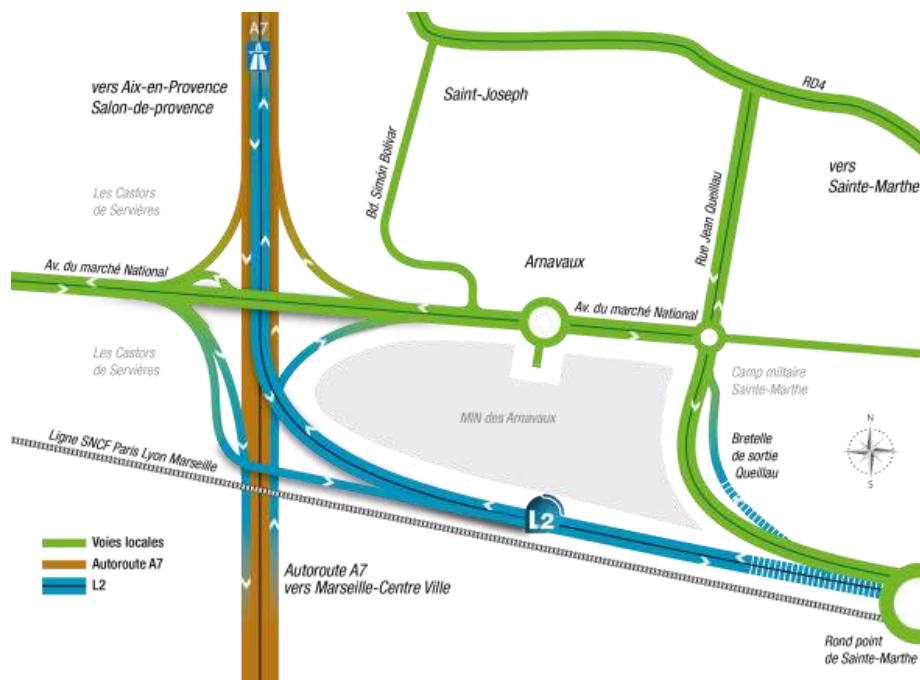 A7
vers Aix-en-Provence
Salon-de-provence
Saint-Joseph
RD4
Bd. Simón Bolivar
Rue Jean Queillau
vers
Sainte-Marthe
Les Castors
de Servières
Av. du marché National
Arnavaux
Av. du marché National
Les Castors
de Servières
Camp miltaire
Sainte-Marthe
MIN des Arnavaux
Bretelle
de sortie
Queillau
N
S
Ligne SNCF Paris Lyon Marseille
L2
Voies locales
Autoroute A7
L2
Autoroute A7
vers Marseille-Centre Ville
Rond point
de Sainte-Marthe